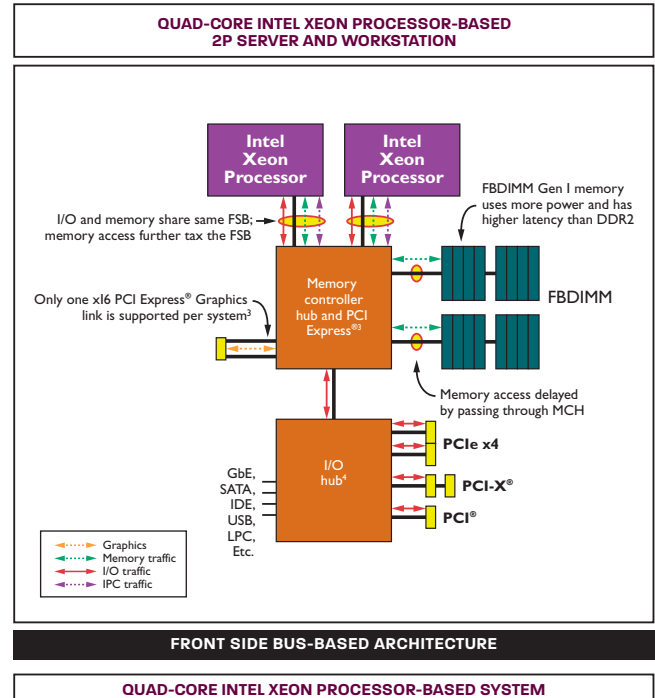 QUAD-CORE INTEL XEON PROCESSOR-BASED
2P SERVER AND WORKSTATION
Intel
Xeon
Processor
Intel
Xeon
Processor
I/O and memory share same FSB;
memory access further tax the FSB
FBDIMM Gen I memory
uses more power and has
higher latency than DDR2
Memory
controller
hub and PCI
Express®³
FBDIMM
Only one x16 PCI Express® Graphics
link is supported per system³
Memory access delayed
by passing through MCH
I/O
hub⁴
PCIe x4
PCI-X®
PCI®
GbE,
SATA,
IDE,
USB,
LPC,
Etc.
Graphics
Memory traffic
I/O traffic
IPC traffic
FRONT SIDE BUS-BASED ARCHITECTURE
QUAD-CORE INTEL XEON PROCESSOR-BASED SYSTEM